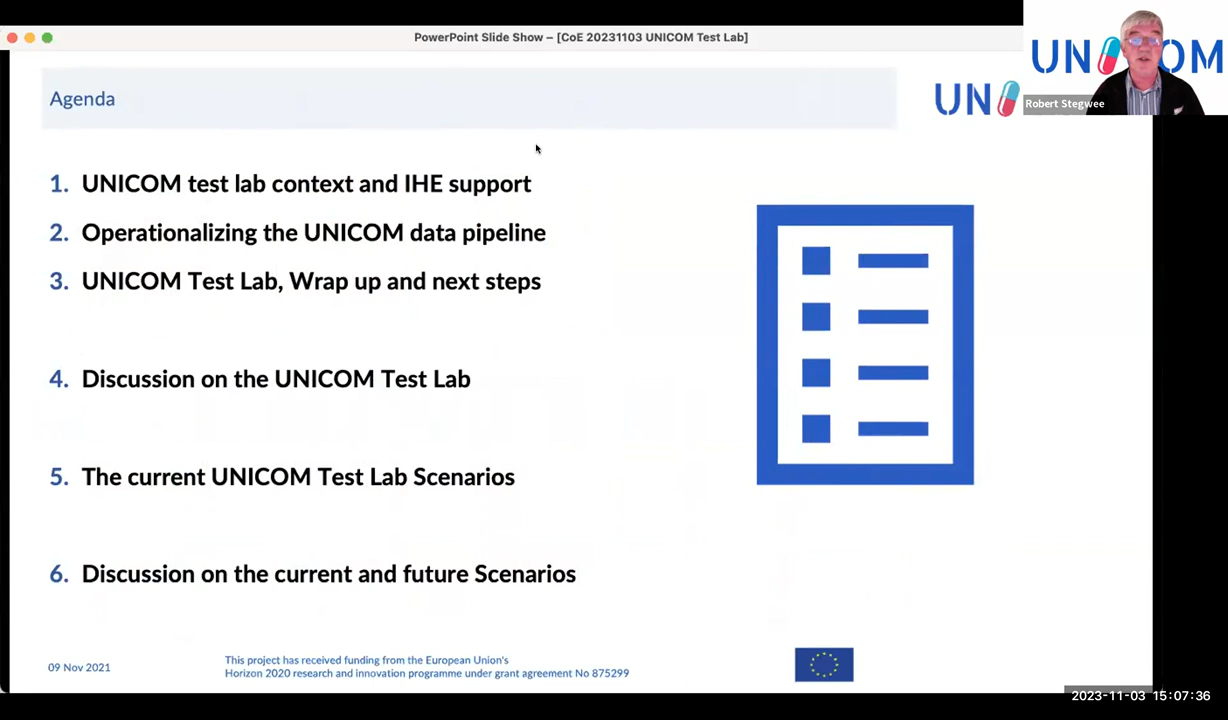 PowerPoint Slide Show – [CoE 20231103 UNICOM Test Lab]
UN OM
Robert Stegwee
Agenda
UN
1. UNICOM test lab context and IHE support
2. Operationalizing the UNICOM data pipeline
3. UNICOM Test Lab, Wrap up and next steps
4. Discussion on the UNICOM Test Lab
5. The current UNICOM Test Lab Scenarios
6. Discussion on the current and future Scenarios
09 Nov 2021
This project has received funding from the European Union's
Horizon 2020 research and innovation programme under grant agreement No 875299
2023-11-03 15:07:36